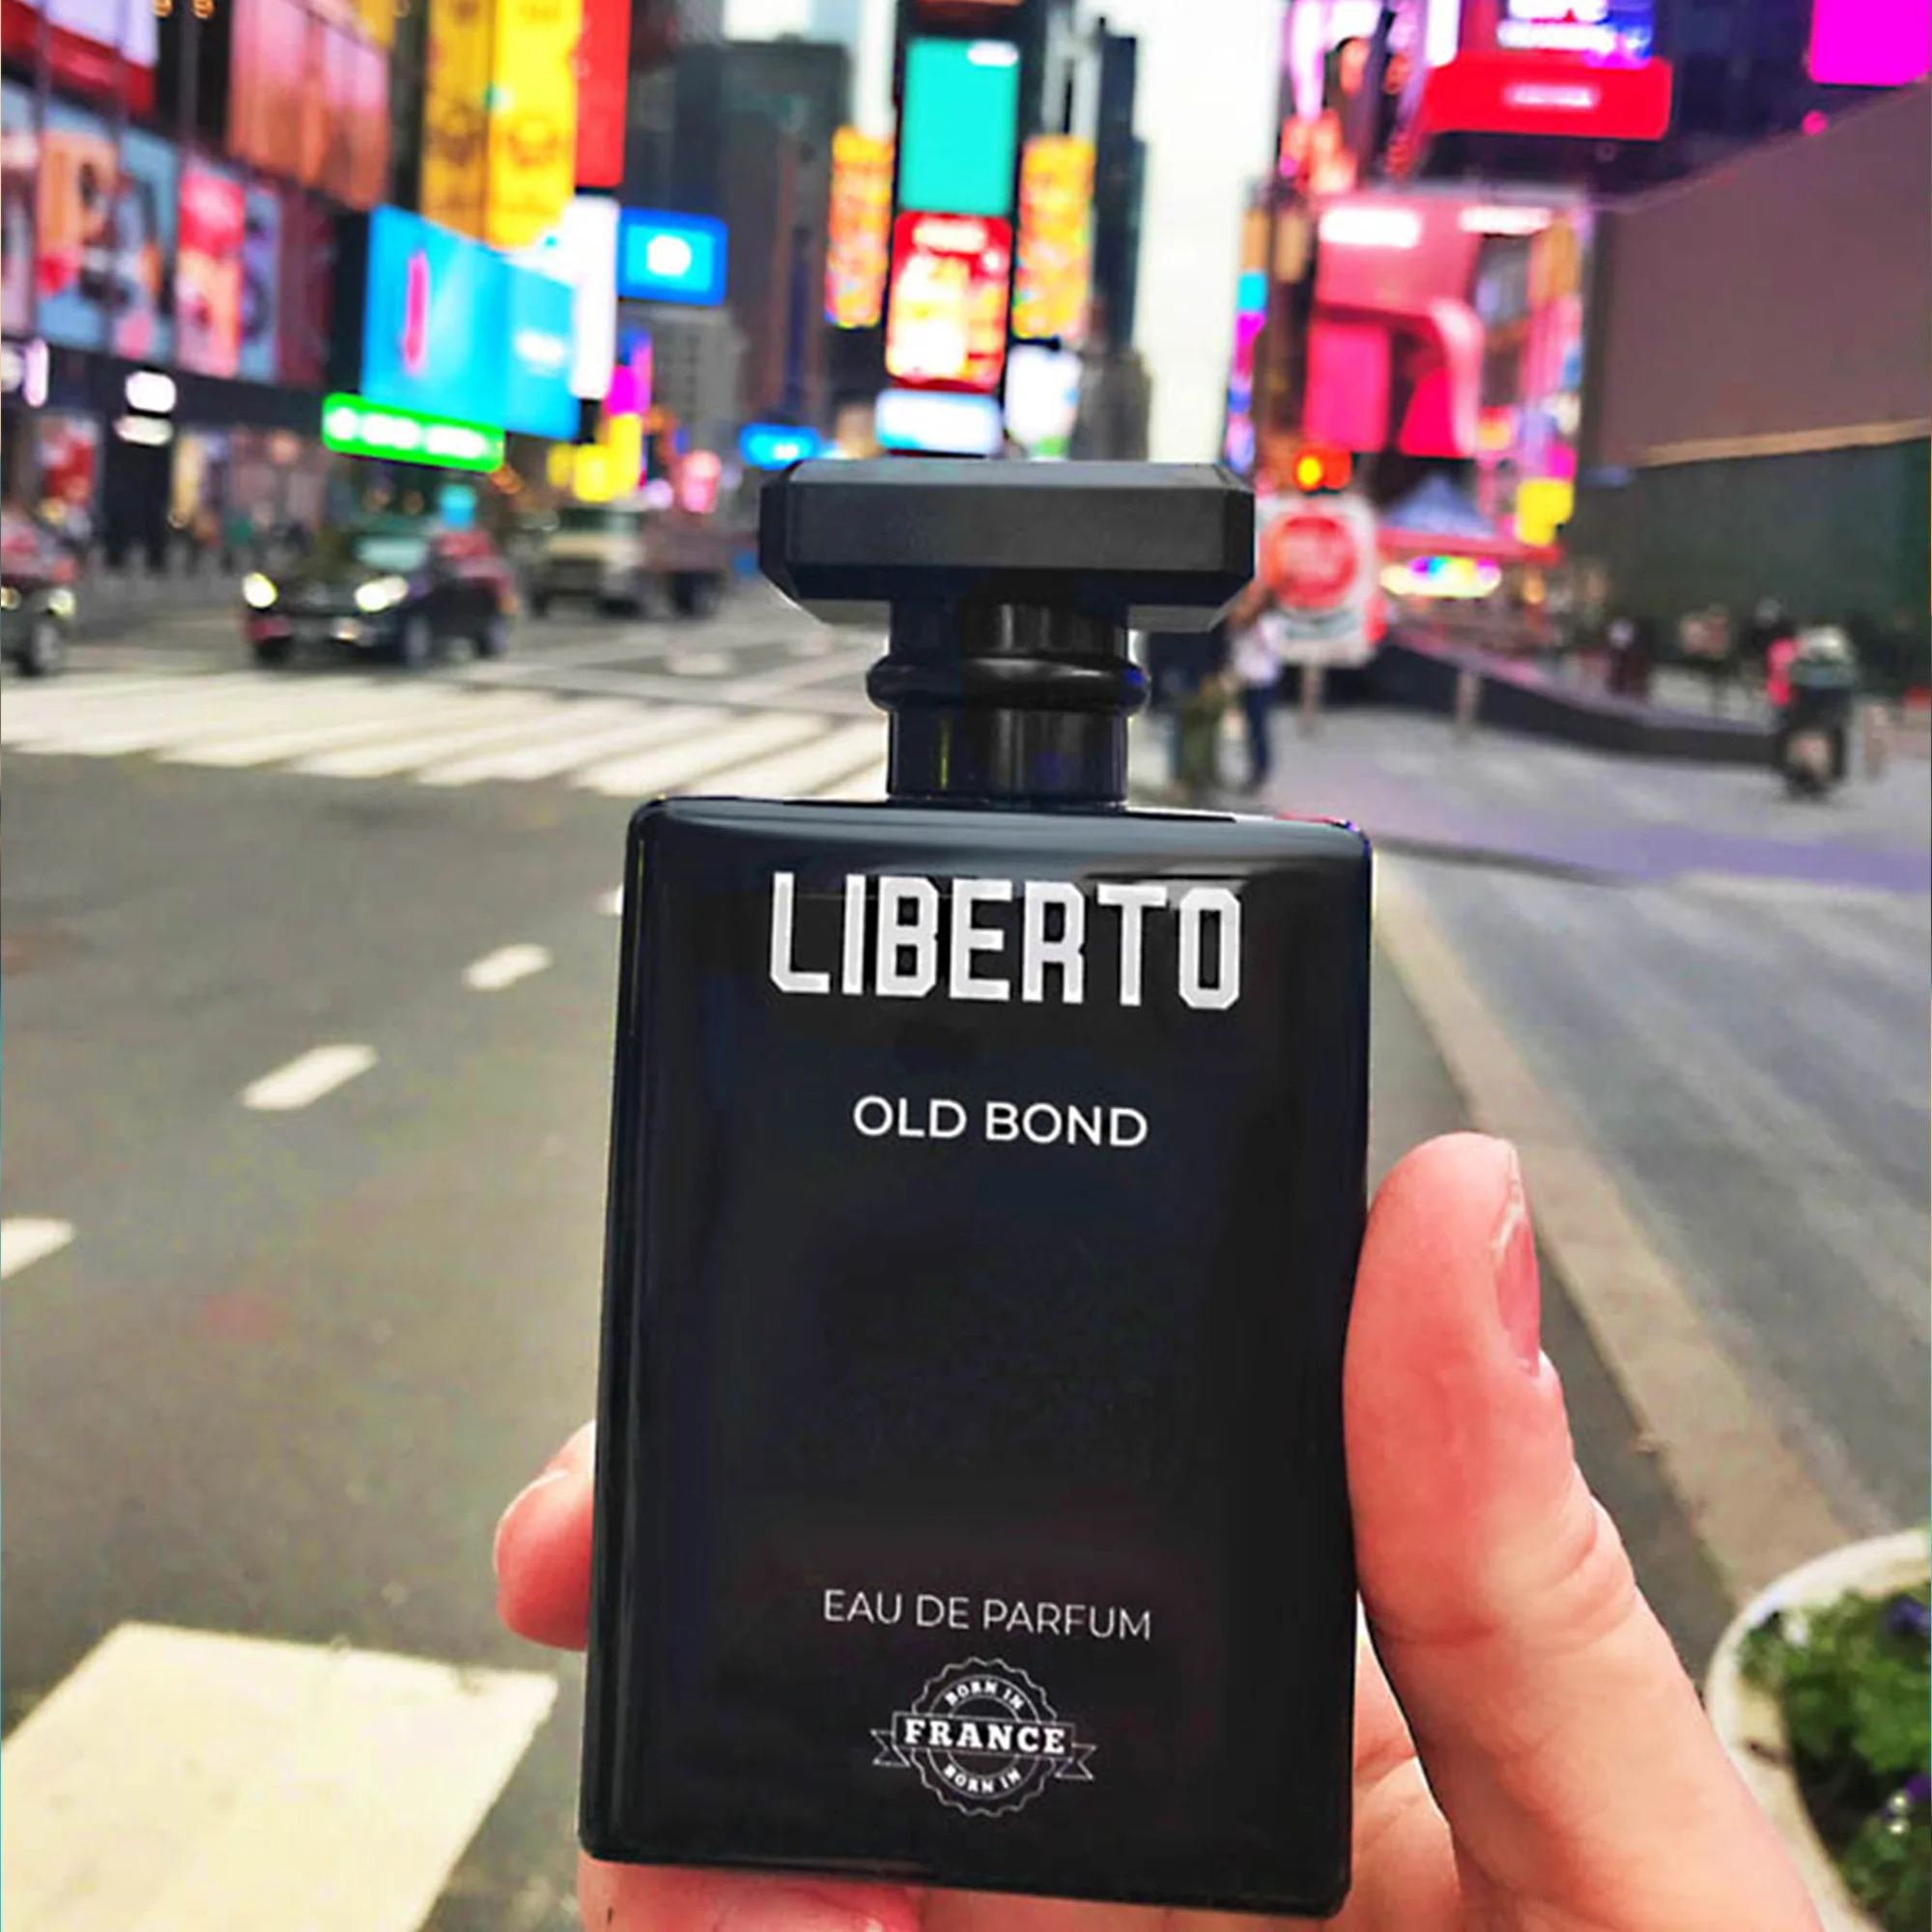 LIBERTO
OLD BOND
EAU DE PARFUM
BORN IN
FRANCE
BORN IN